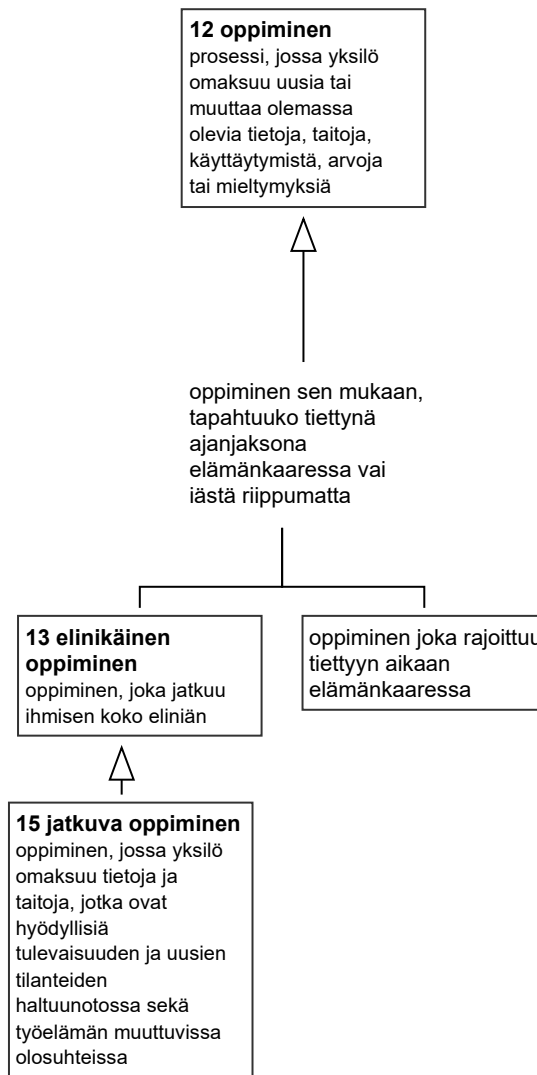 12 oppiminen
prosessi, jossa yksilö
omaksuu uusia tai
muuttaa olemassa
olevia tietoja, taitoja,
käyttäytymistä, arvoja
tai mieltymyksiä
oppiminen sen mukaan,
tapahtuuko tiettynä
ajanjaksona
elämänkaaressa vai
iästä riippumatta
13 elinikäinen
oppiminen
oppiminen, joka jatkuu
ihmisen koko eliniän
oppiminen joka rajoittuu
tiettyyn aikaan
elämänkaaressa
15 jatkuva oppiminen
oppiminen, jossa yksilö
omaksuu tietoja ja
taitoja, jotka ovat
hyödyllisiä
tulevaisuuden ja uusien
tilanteiden
haltuunotossa sekä
työelämän muuttuvissa
olosuhteissa